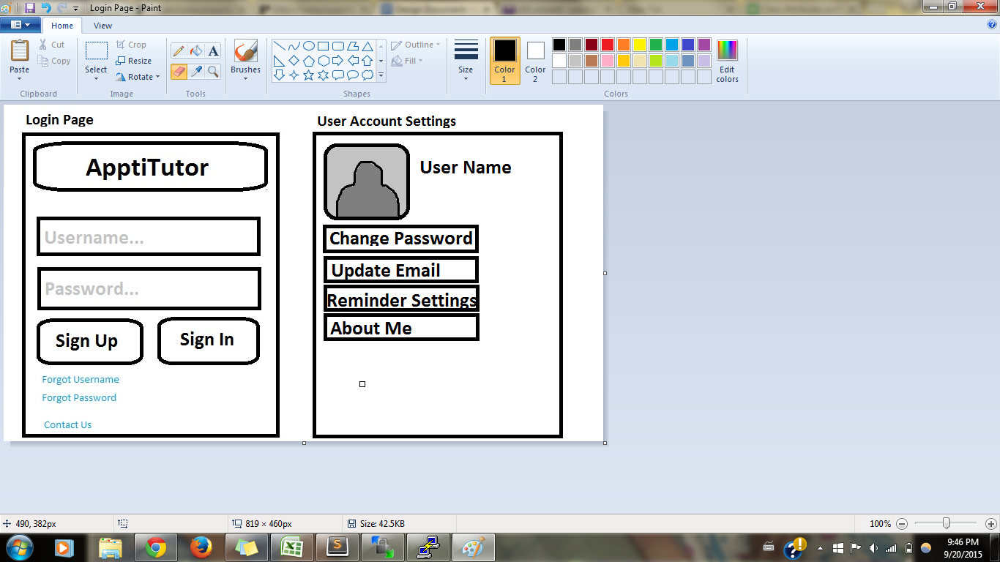 Login Page - Paint
Home
View
Paste
Cut
Copy
Clipboard
Select
Crop
Resize
Rotate
Image
A
Tools
Brushes
Outline
Fill
Shapes
Size
Color 1
Color 2
Edit colors
Colors
Login Page
ApptiTutor
Username...
Password...
Sign Up
Sign In
Forgot Username
Forgot Password
Contact Us
User Account Settings
User Name
Change Password
Update Email
Reminder Settings
About Me
490, 382px
819 × 460px
Size: 42.5KB
100%
9:46 PM
9/20/2015